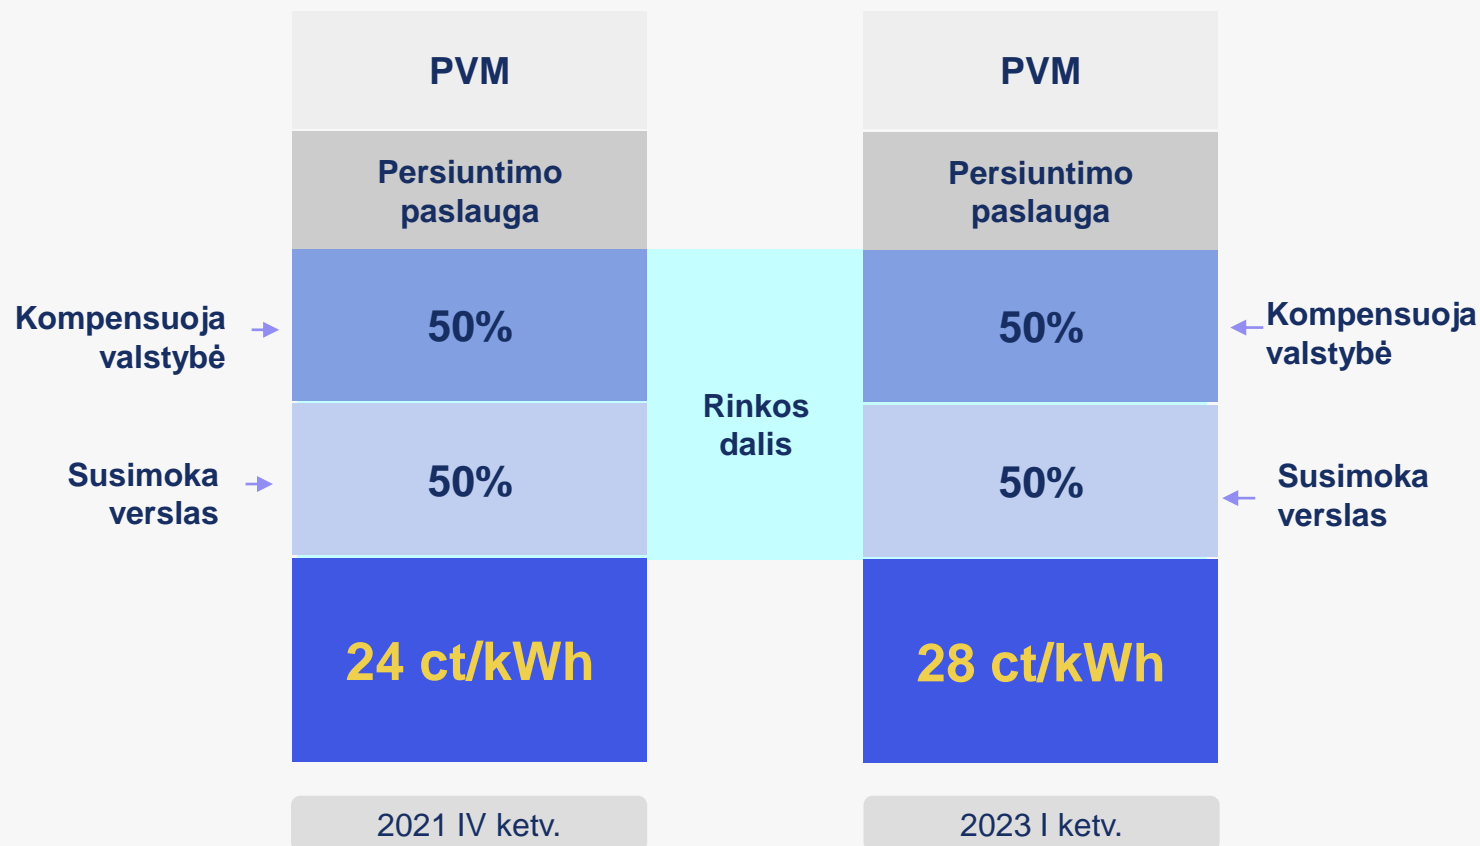 PVM
PVM
Persiuntimo
paslauga
Persiuntimo
paslauga
Kompensuoja
valstybė
50%
50%
Kompensuoja
valstybė
Rinkos
dalis
Susimoka
verslas
50%
50%
Susimoka
verslas
24 ct/kWh
28 ct/kWh
2021 IV ketv.
2023 I ketv.